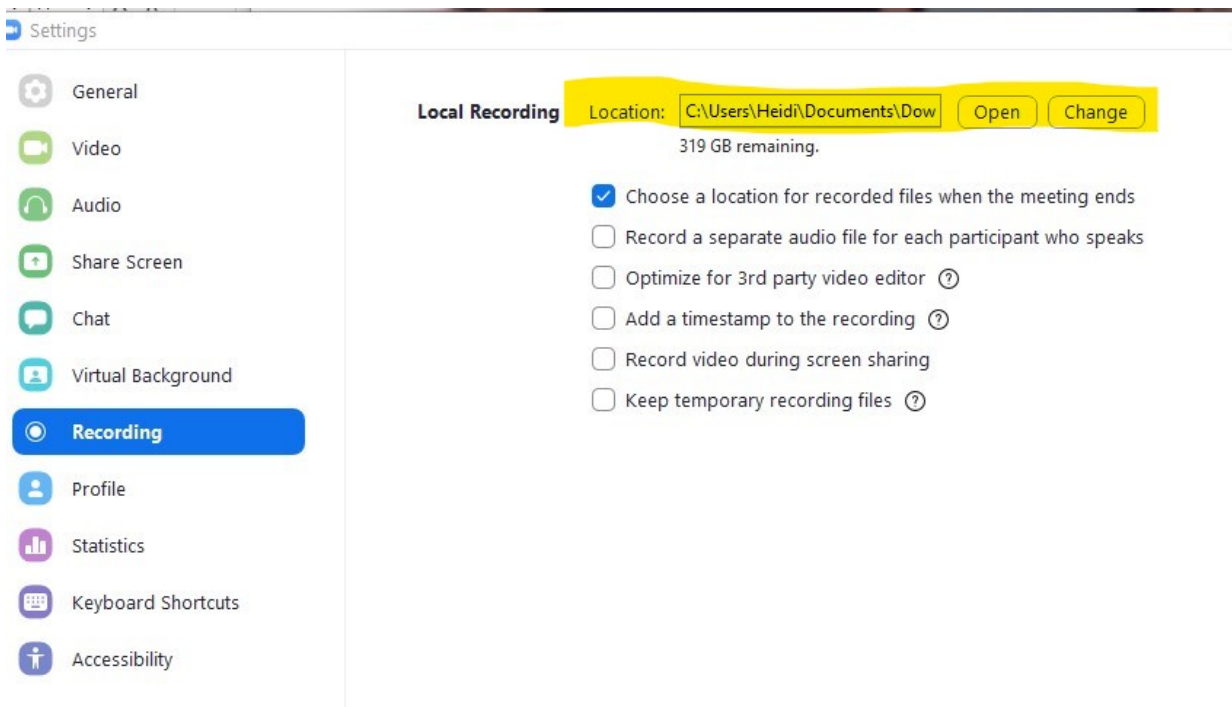 Settings
General
Video
Audio
Share Screen
Chat
Virtual Background
Recording
Profile
Statistics
Keyboard Shortcuts
Accessibility
Local Recording Location: C:\Users\Heidi\Documents\Dow Open Change
319 GB remaining.
Choose a location for recorded files when the meeting ends
Record a separate audio file for each participant who speaks
Optimize for 3rd party video editor ?
Add a timestamp to the recording ?
Record video during screen sharing
Keep temporary recording files ?